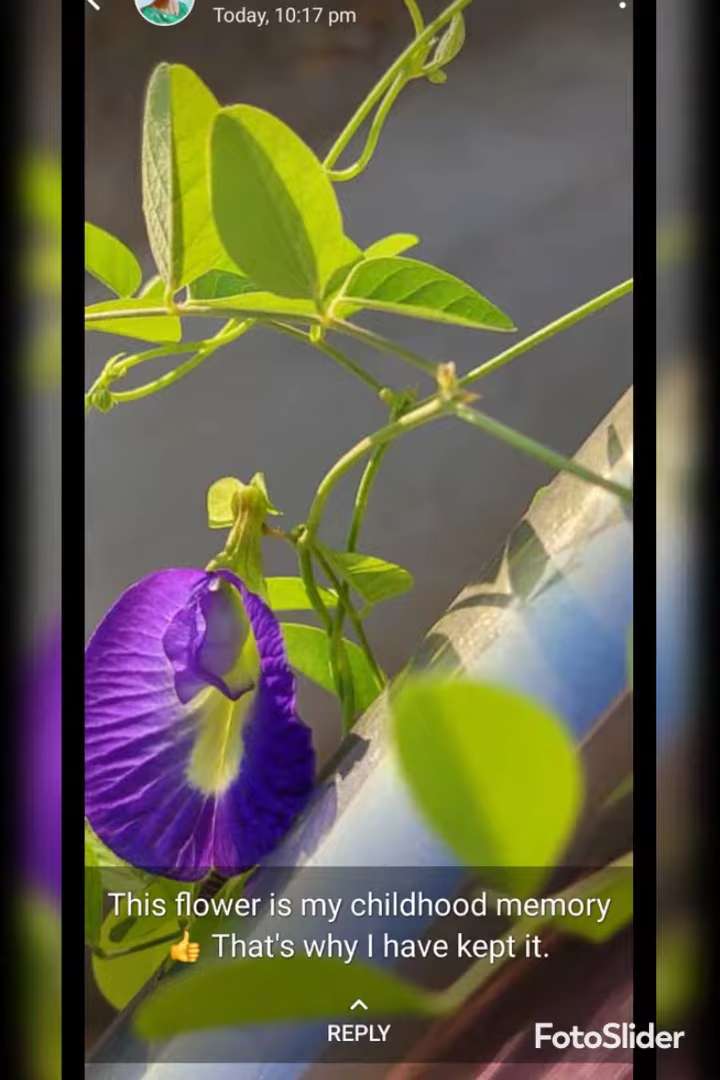 Today, 10:17 pm
This flower is my childhood memory
👍 That's why I have kept it.
REPLY
FotoSlider